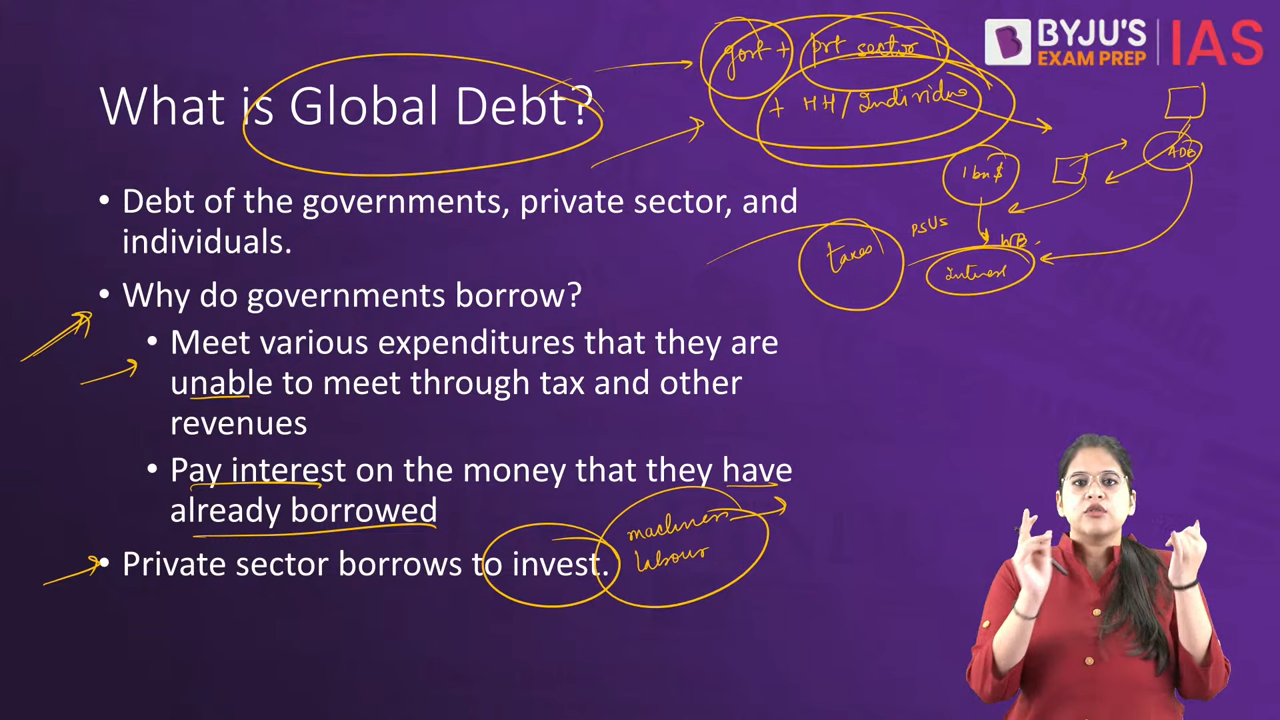 BYJU'S
EXAM PREP
IAS
What is Global Debt?
govt + pvt sector
+ HH/Individus
ADB
1 bn $
PSUs
WB
taxes
Interest
• Debt of the governments, private sector, and
individuals.
• Why do governments borrow?
• Meet various expenditures that they are
unable to meet through tax and other
revenues
• Pay interest on the money that they have
already borrowed
• Private sector borrows to invest.
machiners
labour